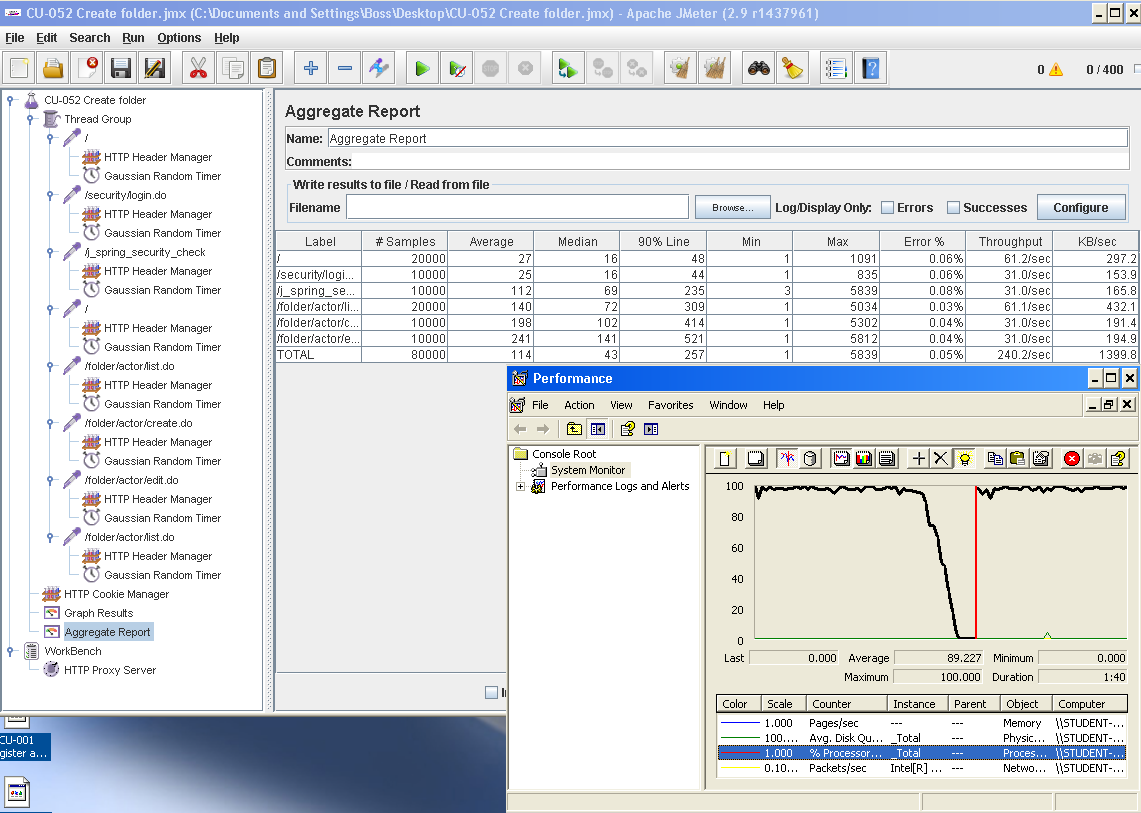 CU-052 Create folder.jmx (C:\Documents and Settings\Boss\Desktop\CU-052 Create folder.jmx) - Apache JMeter (2.9 r1437961)
File Edit Search Run Options Help
0 0 / 400
CU-052 Create folder
Thread Group
/
HTTP Header Manager
Gaussian Random Timer
/security/login.do
HTTP Header Manager
Gaussian Random Timer
/j_spring_security_check
HTTP Header Manager
Gaussian Random Timer
/
HTTP Header Manager
Gaussian Random Timer
/folder/actor/list.do
HTTP Header Manager
Gaussian Random Timer
/folder/actor/create.do
HTTP Header Manager
Gaussian Random Timer
/folder/actor/edit.do
HTTP Header Manager
Gaussian Random Timer
/folder/actor/list.do
HTTP Header Manager
Gaussian Random Timer
HTTP Cookie Manager
Graph Results
Aggregate Report
WorkBench
HTTP Proxy Server
Aggregate Report
Name: Aggregate Report
Comments:
Write results to file / Read from file
Filename Browse... Log/Display Only: Errors Successes Configure
Label # Samples Average Median 90% Line Min Max Error % Throughput KB/sec
/ 20000 27 16 48 1 1091 0.06% 61.2/sec 297.2
/security/logi... 10000 25 16 44 1 835 0.06% 31.0/sec 153.9
/j_spring_se... 10000 112 69 235 3 5839 0.08% 31.0/sec 165.8
/folder/actor/li... 20000 140 72 309 1 5034 0.03% 61.1/sec 432.1
/folder/actor/c... 10000 198 102 414 1 5302 0.04% 31.0/sec 191.4
/folder/actor/e... 10000 241 141 521 1 5812 0.04% 31.0/sec 194.9
TOTAL 80000 114 43 257 1 5839 0.05% 240.2/sec 1399.8
Performance
File Action View Favorites Window Help
Console Root
System Monitor
Performance Logs and Alerts
100
80
60
40
20
0
Last 0.000 Average 89.227 Minimum 0.000
Maximum 100.000 Duration 1:40
Color Scale Counter Instance Parent Object Computer
1.000 Pages/sec --- --- Memory \\STUDENT-...
100.... Avg. Disk Qu... _Total --- Physic... \\STUDENT-...
1.000 % Processor... _Total --- Proces... \\STUDENT-...
0.10... Packets/sec Intel[R] ... --- Netwo... \\STUDENT-...
CU-001
gister a...